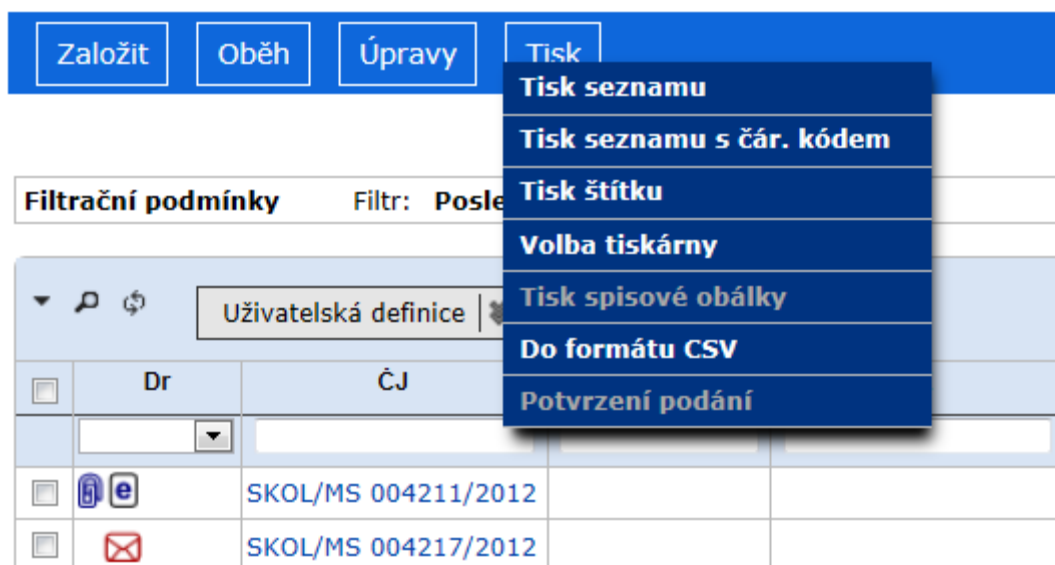 Založit Oběh Úpravy Tisk
Tisk seznamu
Tisk seznamu s čár. kódem
Tisk štítku
Volba tiskárny
Tisk spisové obálky
Do formátu CSV
Potvrzení podání
Filtrační podmínky Filtr: Posle
Uživatelská definice
Dr ČJ
SKOL/MS 004211/2012
SKOL/MS 004217/2012